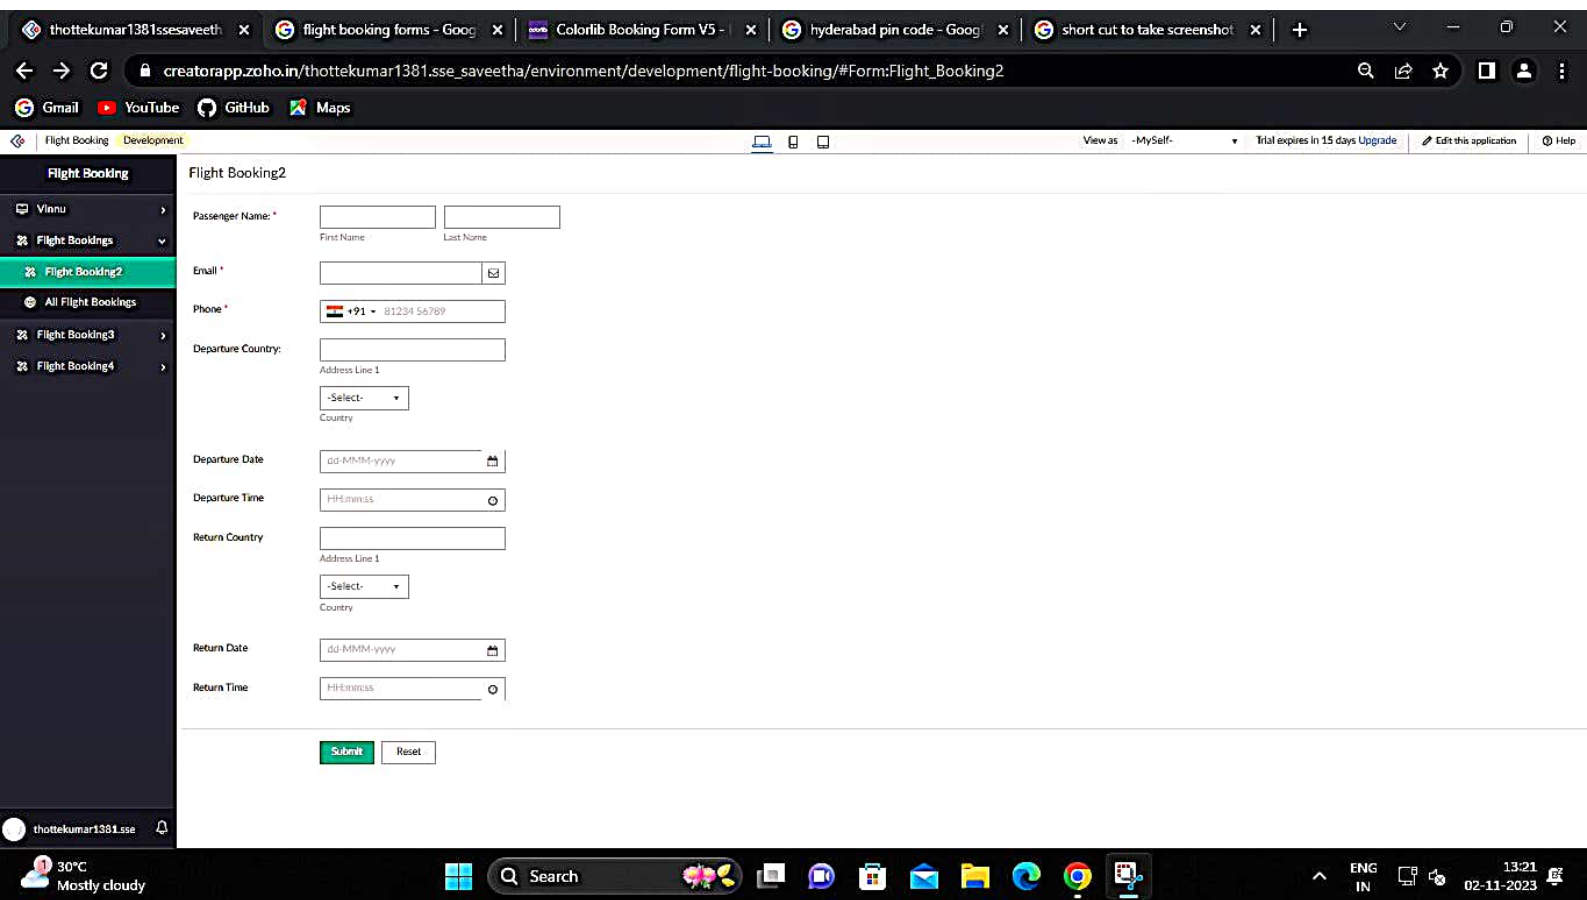 thottekumar1381ssesaveeth
flight booking forms - Goog
Colorlib Booking Form V5 -
hyderabad pin code - Goog
short cut to take screenshot
creatorapp.zoho.in/thottekumar1381.sse_saveetha/environment/development/flight-booking/#Form:Flight_Booking2
Gmail YouTube GitHub Maps
Flight Booking Development View as -MySelf- Trial expires in 15 days Upgrade Edit this application Help
Flight Booking
Vinnu
Flight Bookings
Flight Booking2
All Flight Bookings
Flight Booking3
Flight Booking4
thottekumar1381.sse
Flight Booking2
Passenger Name: *
First Name Last Name
Email *
Phone * +91 81234 56789
Departure Country:
Address Line 1
-Select-
Country
Departure Date dd-MMM-yyyy
Departure Time HH:mm:ss
Return Country
Address Line 1
-Select-
Country
Return Date dd-MMM-yyyy
Return Time HH:mm:ss
Submit Reset
1 30°C
Mostly cloudy
Search
ENG
IN
13:21
02-11-2023